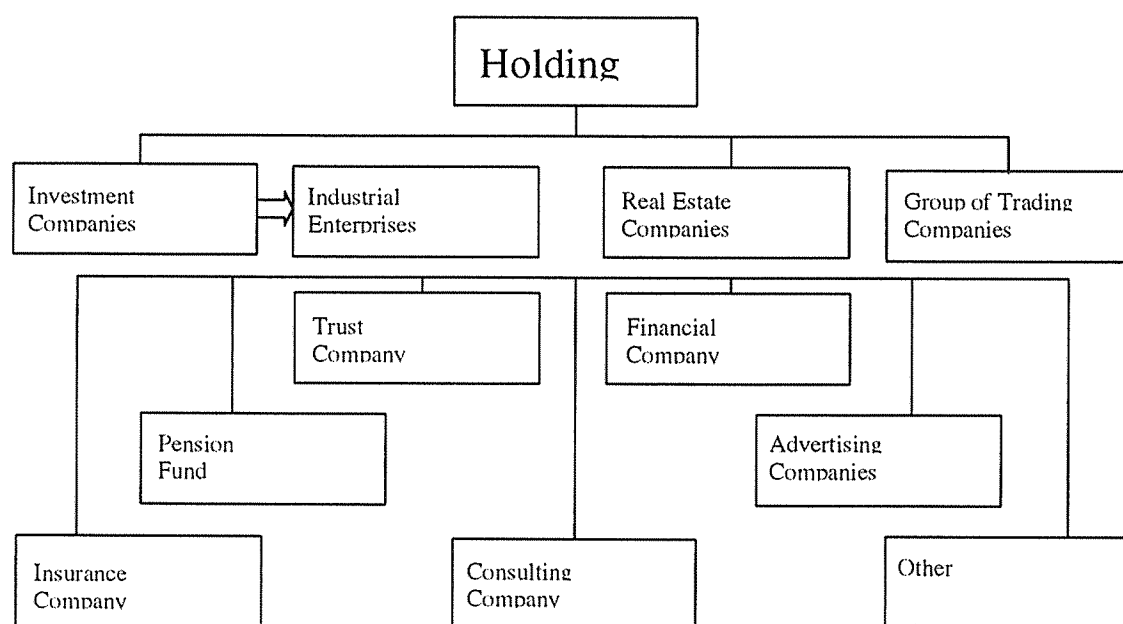 Holding
Investment
Companies
Industrial
Enterprises
Real Estate
Companies
Group of Trading
Companies
Trust
Company
Financial
Company
Pension
Fund
Advertising
Companies
Insurance
Company
Consulting
Company
Other